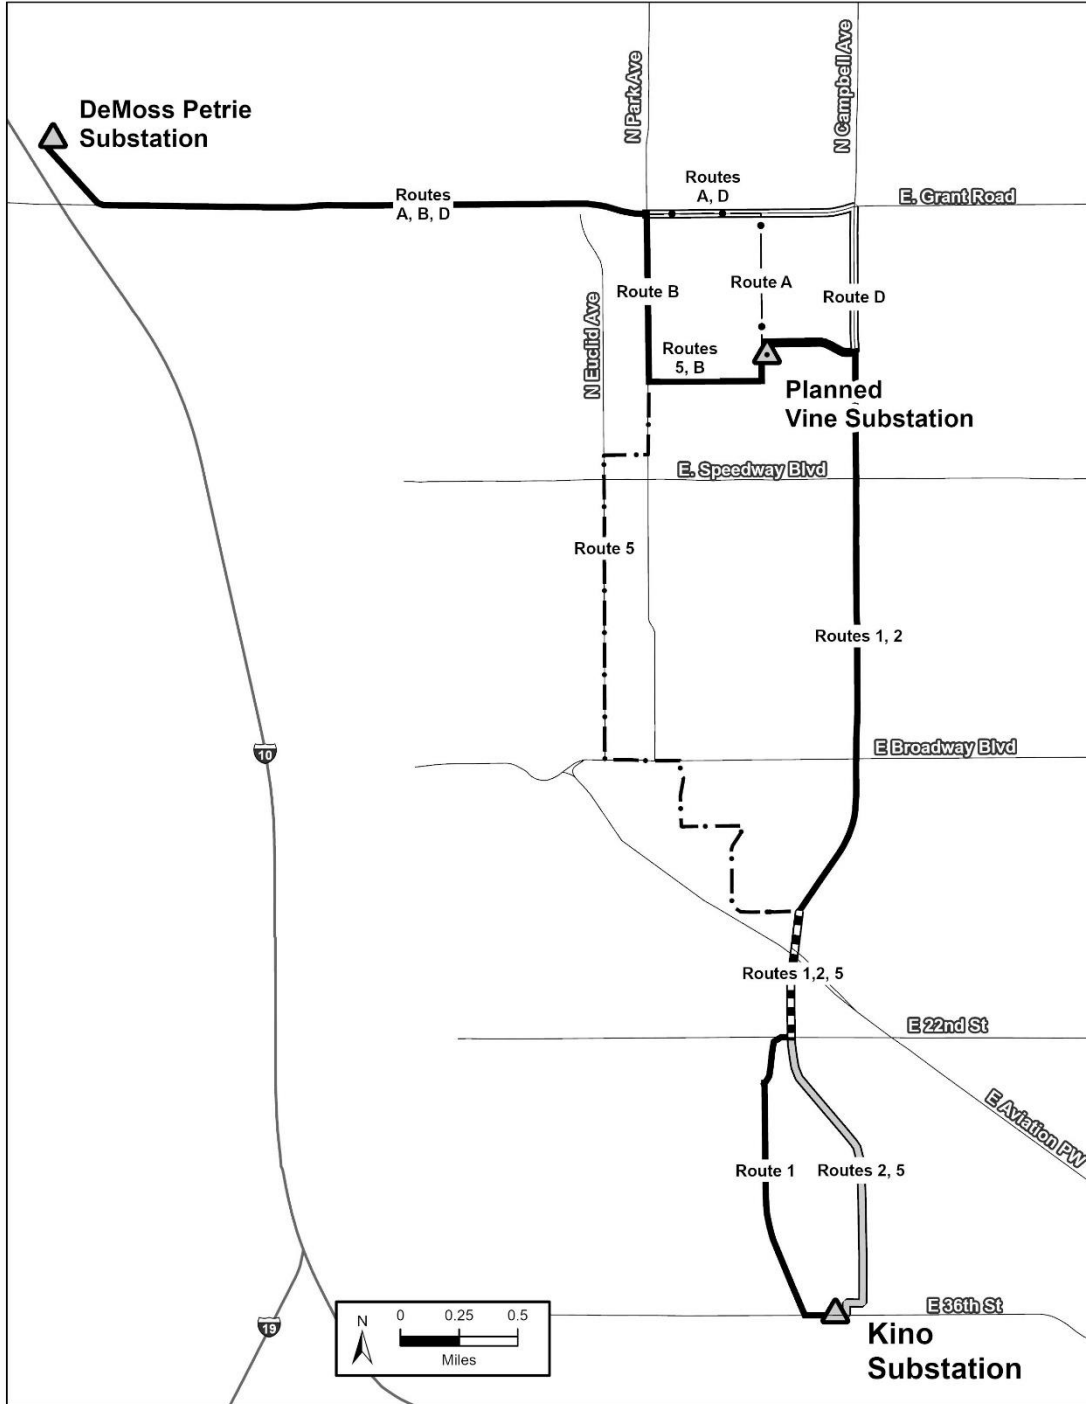 DeMoss Petrie
Substation
N Park Ave
N Campbell Ave
Routes
A, B, D
Routes
A, D
E. Grant Road
N Euclid Ave
Route B
Route A
Route D
Routes
5, B
Planned
Vine Substation
E. Speedway Blvd
Route 5
Routes 1, 2
E Broadway Blvd
10
Routes 1,2, 5
E 22nd St
E Aviation PW
Route 1
Routes 2, 5
E 36th St
Kino
Substation
19
N
0 0.25 0.5
Miles